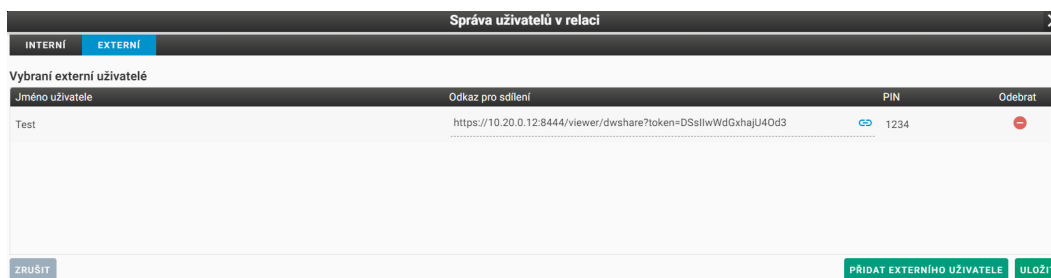 Správa uživatelů v relaci
INTERNÍ EXTERNÍ
Vybraní externí uživatelé
Jméno uživatele Odkaz pro sdílení PIN Odebrat
Test https://10.20.0.12:8444/viewer/dwshare?token=DSsIIwWdGxhajU4Od3 1234
ZRUŠIT PŘIDAT EXTERNÍHO UŽIVATELE ULOŽIT